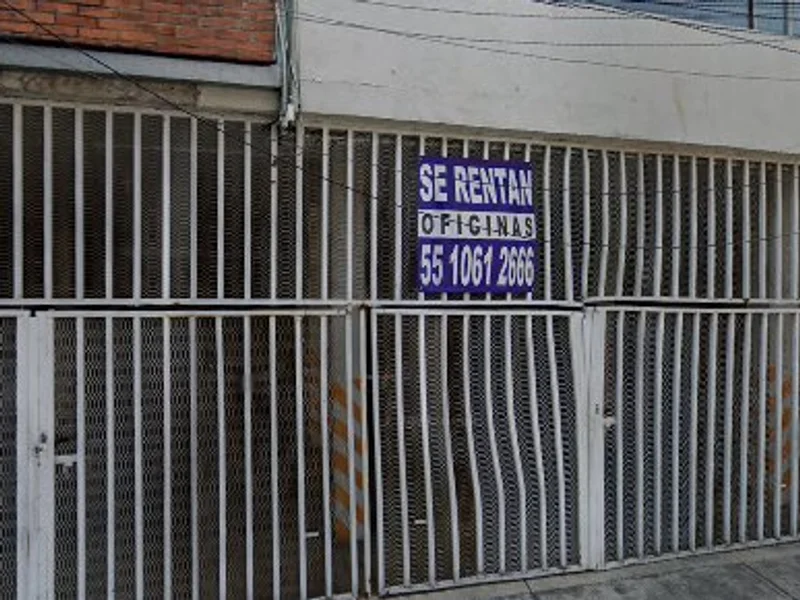 SE RENTAN
OFICINAS
55 1061 2666